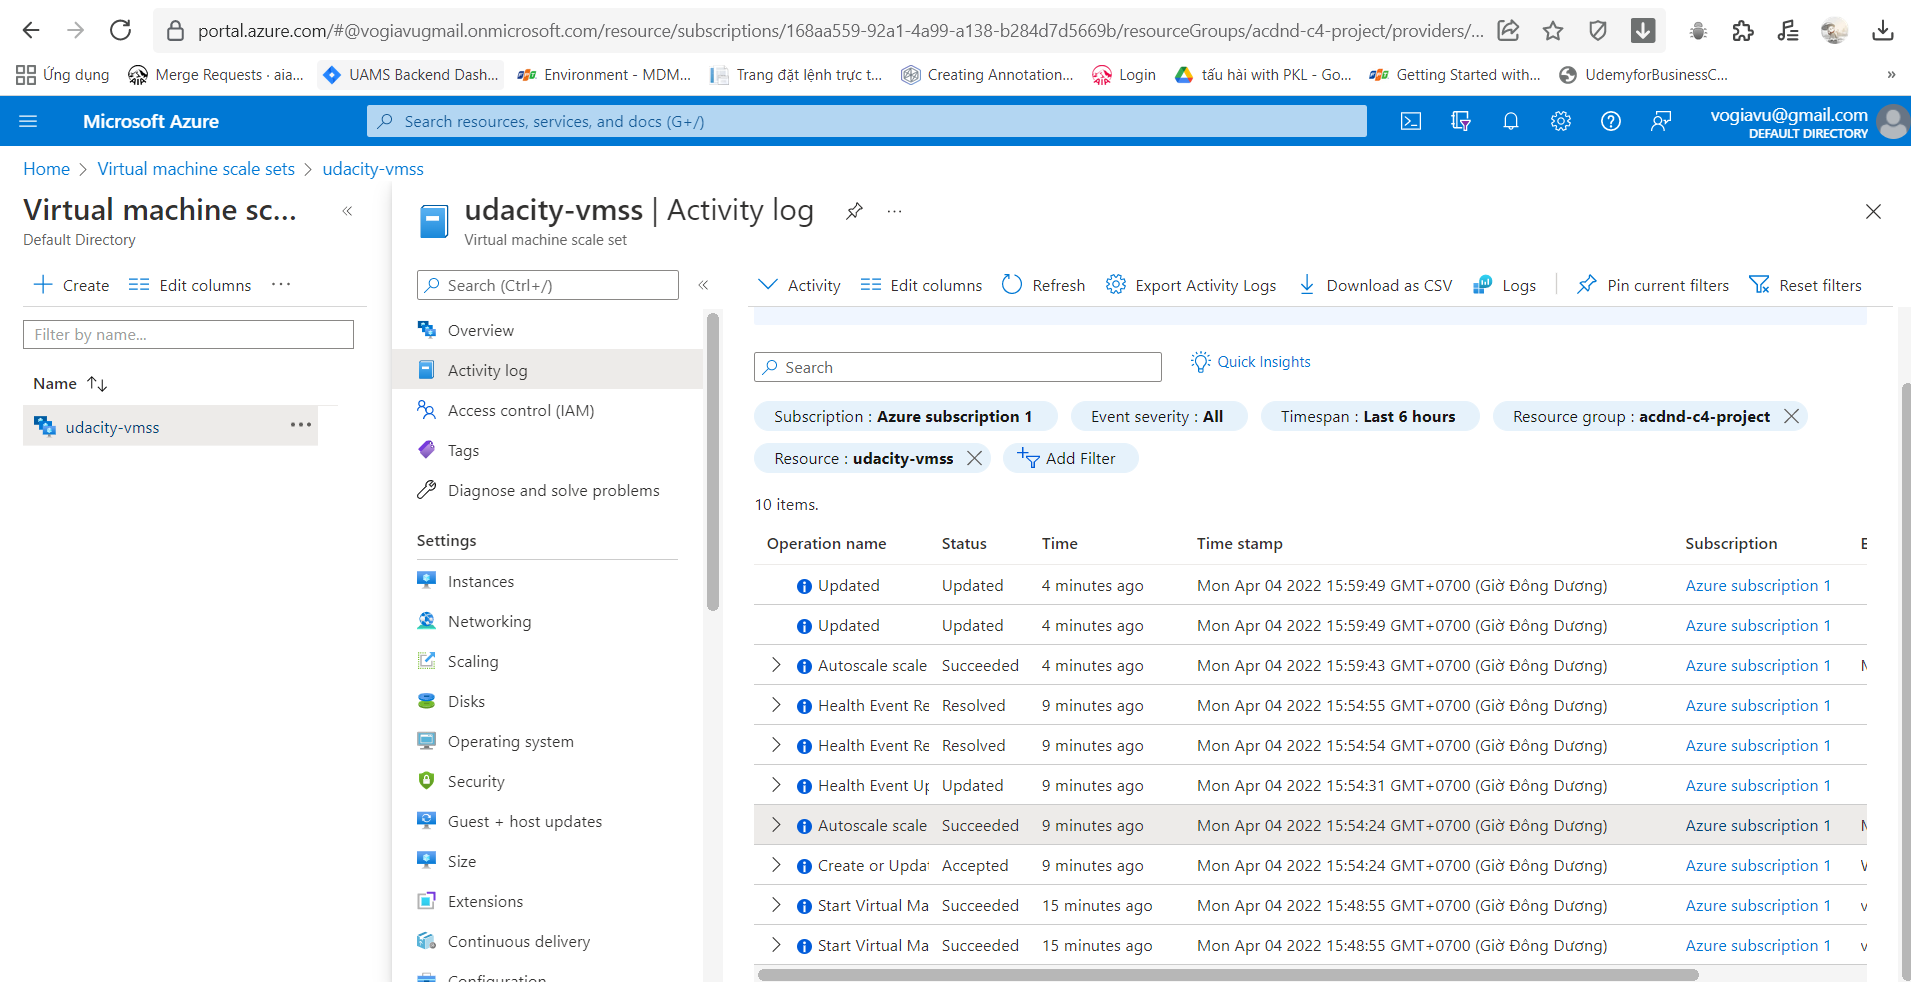 portal.azure.com/#@vogiavugmail.onmicrosoft.com/resource/subscriptions/168aa559-92a1-4a99-a138-b284d7d5669b/resourceGroups/acdnd-c4-project/providers/...
Ứng dụng
Merge Requests · aia...
UAMS Backend Dash...
Environment - MDM...
Trang đặt lệnh trực t...
Creating Annotation...
Login
tấu hài with PKL - Go...
Getting Started with...
UdemyforBusinessC...
»
Microsoft Azure
Search resources, services, and docs (G+/)
vogiavu@gmail.com
DEFAULT DIRECTORY
Home > Virtual machine scale sets > udacity-vmss
Virtual machine sc...
«
Default Directory
Create
Edit columns
...
Filter by name...
Name ↑↓
udacity-vmss
...
udacity-vmss | Activity log
...
Virtual machine scale set
Search (Ctrl+/)
«
Overview
Activity log
Access control (IAM)
Tags
Diagnose and solve problems
Settings
Instances
Networking
Scaling
Disks
Operating system
Security
Guest + host updates
Size
Extensions
Continuous delivery
Configuration
Activity
Edit columns
Refresh
Export Activity Logs
Download as CSV
Logs
Pin current filters
Reset filters
Search
Quick Insights
Subscription : Azure subscription 1
Event severity : All
Timespan : Last 6 hours
Resource group : acdnd-c4-project
Resource : udacity-vmss
Add Filter
10 items.
Operation name Status Time Time stamp Subscription E
Updated Updated 4 minutes ago Mon Apr 04 2022 15:59:49 GMT+0700 (Giờ Đông Dương) Azure subscription 1
Updated Updated 4 minutes ago Mon Apr 04 2022 15:59:49 GMT+0700 (Giờ Đông Dương) Azure subscription 1
Autoscale scale Succeeded 4 minutes ago Mon Apr 04 2022 15:59:43 GMT+0700 (Giờ Đông Dương) Azure subscription 1
Health Event Re Resolved 9 minutes ago Mon Apr 04 2022 15:54:55 GMT+0700 (Giờ Đông Dương) Azure subscription 1
Health Event Re Resolved 9 minutes ago Mon Apr 04 2022 15:54:54 GMT+0700 (Giờ Đông Dương) Azure subscription 1
Health Event Up Updated 9 minutes ago Mon Apr 04 2022 15:54:31 GMT+0700 (Giờ Đông Dương) Azure subscription 1
Autoscale scale Succeeded 9 minutes ago Mon Apr 04 2022 15:54:24 GMT+0700 (Giờ Đông Dương) Azure subscription 1
Create or Updat Accepted 9 minutes ago Mon Apr 04 2022 15:54:24 GMT+0700 (Giờ Đông Dương) Azure subscription 1
Start Virtual Ma Succeeded 15 minutes ago Mon Apr 04 2022 15:48:55 GMT+0700 (Giờ Đông Dương) Azure subscription 1 v
Start Virtual Ma Succeeded 15 minutes ago Mon Apr 04 2022 15:48:55 GMT+0700 (Giờ Đông Dương) Azure subscription 1 v